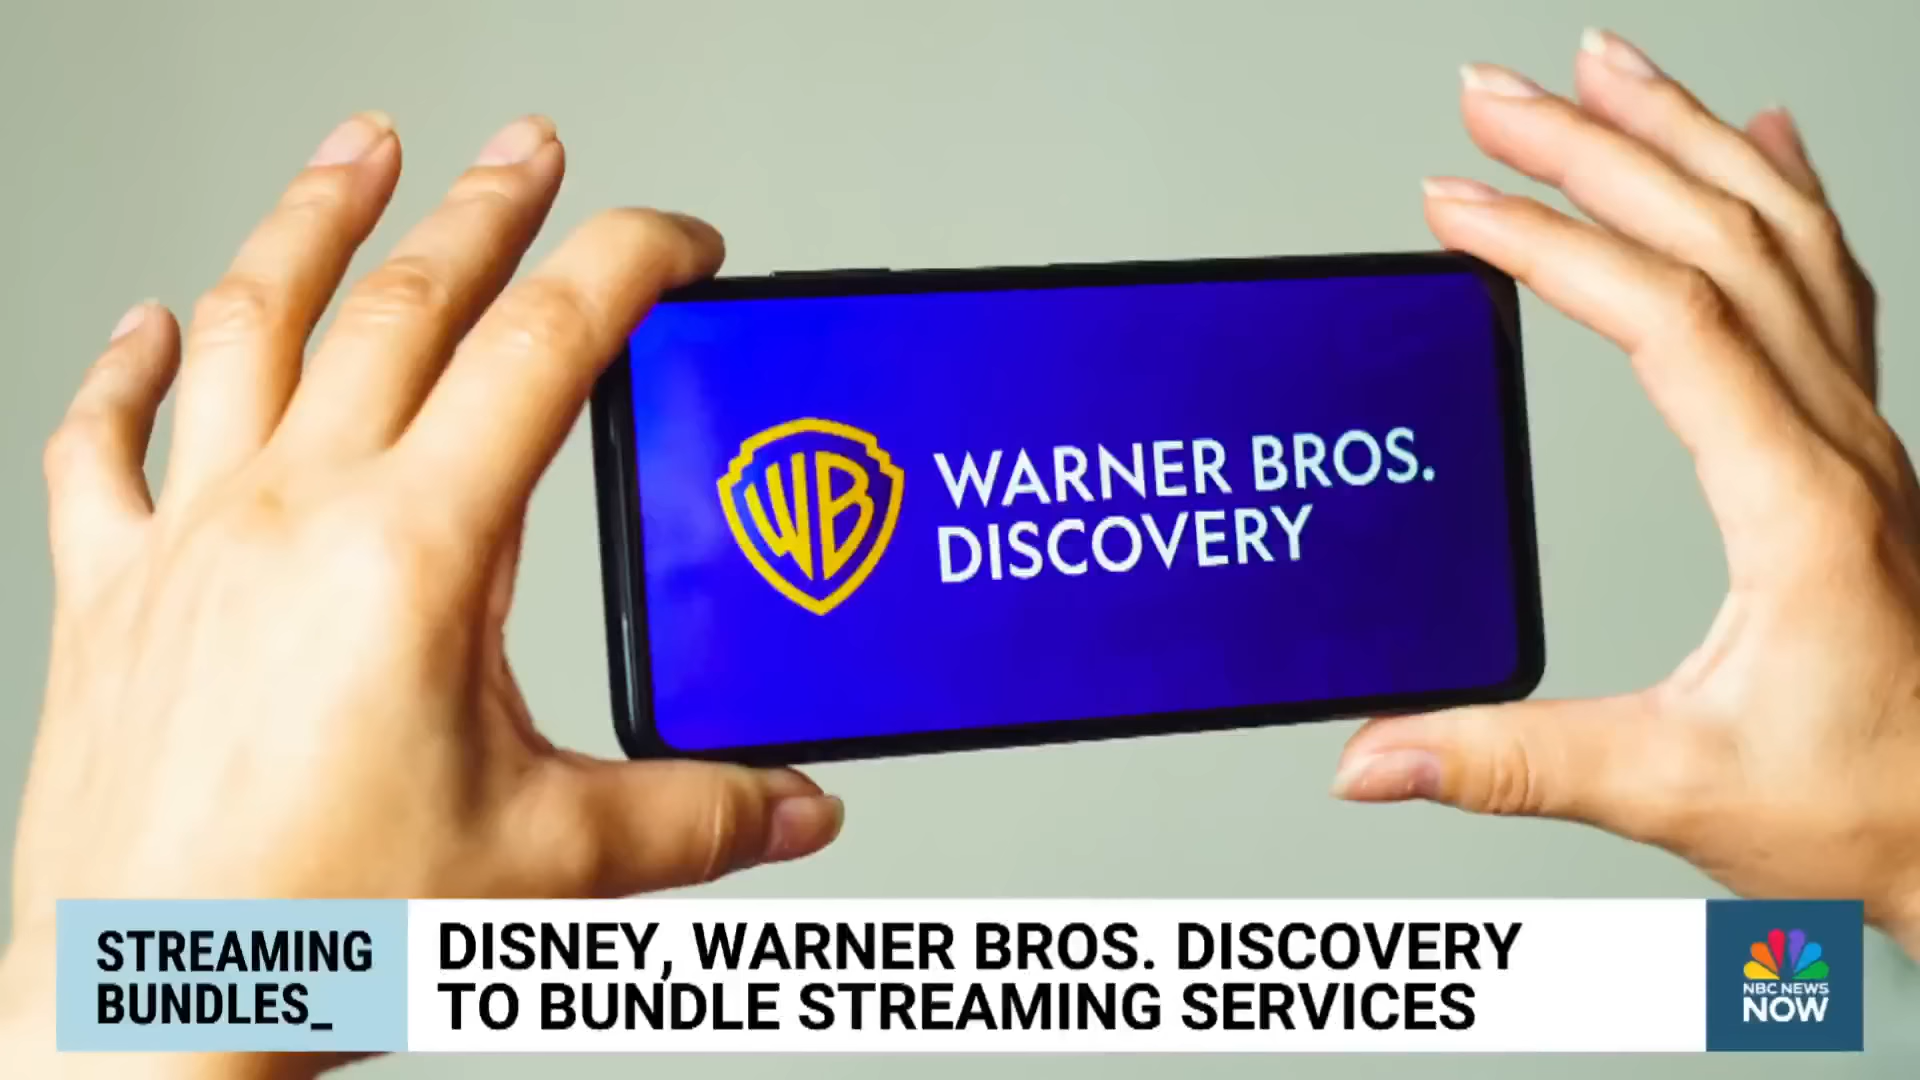 WB
WARNER BROS.
DISCOVERY
STREAMING
BUNDLES_
DISNEY, WARNER BROS. DISCOVERY
TO BUNDLE STREAMING SERVICES
NBC NEWS
NOW